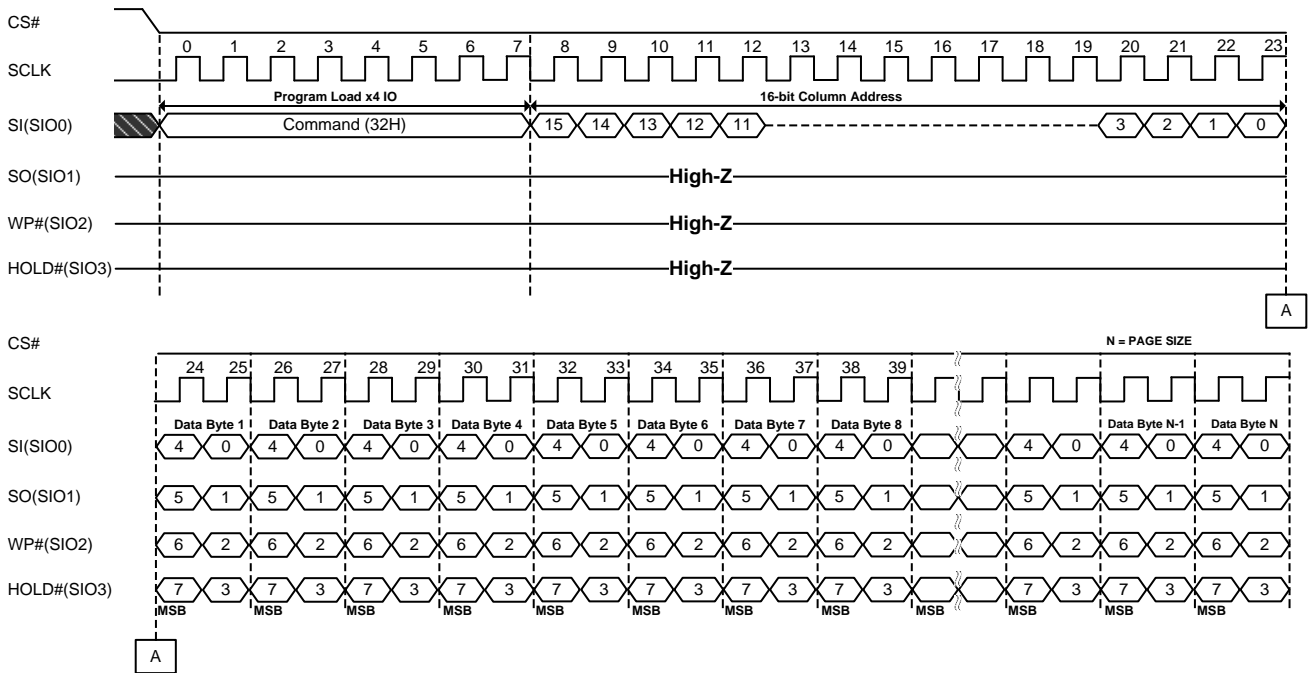 CS#
0 1 2 3 4 5 6 7 8 9 10 11 12 13 14 15 16 17 18 19 20 21 22 23
SCLK
Program Load x4 IO 16-bit Column Address
SI(SIO0) Command (32H) 15 14 13 12 11 3 2 1 0
SO(SIO1) High-Z
WP#(SIO2) High-Z
HOLD#(SIO3) High-Z
A
CS#
N = PAGE SIZE
24 25 26 27 28 29 30 31 32 33 34 35 36 37 38 39
SCLK
Data Byte 1 Data Byte 2 Data Byte 3 Data Byte 4 Data Byte 5 Data Byte 6 Data Byte 7 Data Byte 8 Data Byte N-1 Data Byte N
SI(SIO0) 4 0 4 0 4 0 4 0 4 0 4 0 4 0 4 0 4 0 4 0 4 0
SO(SIO1) 5 1 5 1 5 1 5 1 5 1 5 1 5 1 5 1 5 1 5 1 5 1
WP#(SIO2) 6 2 6 2 6 2 6 2 6 2 6 2 6 2 6 2 6 2 6 2 6 2
HOLD#(SIO3) 7 3 7 3 7 3 7 3 7 3 7 3 7 3 7 3 7 3 7 3 7 3
MSB MSB MSB MSB MSB MSB MSB MSB MSB MSB MSB MSB
A